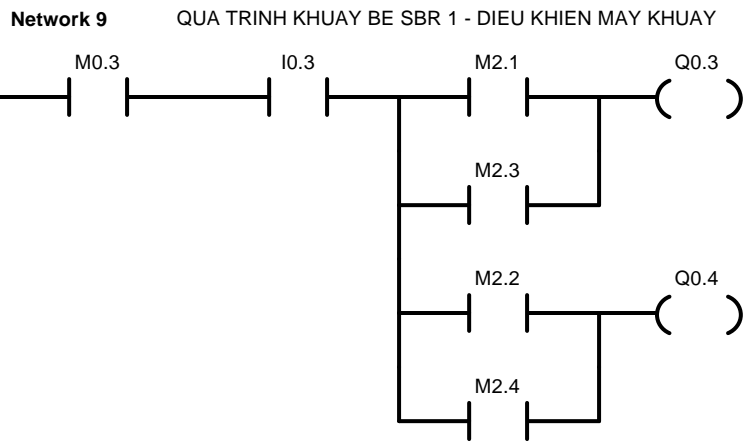 Network 9 QUA TRINH KHUAY BE SBR 1 - DIEU KHIEN MAY KHUAY
M0.3 I0.3 M2.1 Q0.3
M2.3
M2.2 Q0.4
M2.4